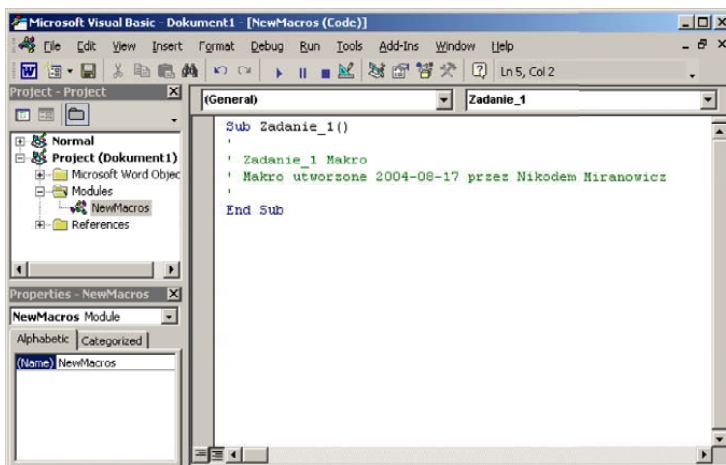 Microsoft Visual Basic - Dokument1 - [NewMacros (Code)]
File Edit View Insert Format Debug Run Tools Add-Ins Window Help
Ln 5, Col 2
Project - Project
(General)
Zadanie_1
Normal
Project (Dokument1)
Microsoft Word Objec
Modules
NewMacros
References
Sub Zadanie_1()
'
' Zadanie_1 Makro
' Makro utworzone 2004-08-17 przez Nikodem Miranowicz
'
End Sub
Properties - NewMacros
NewMacros Module
Alphabetic Categorized
(Name) NewMacros